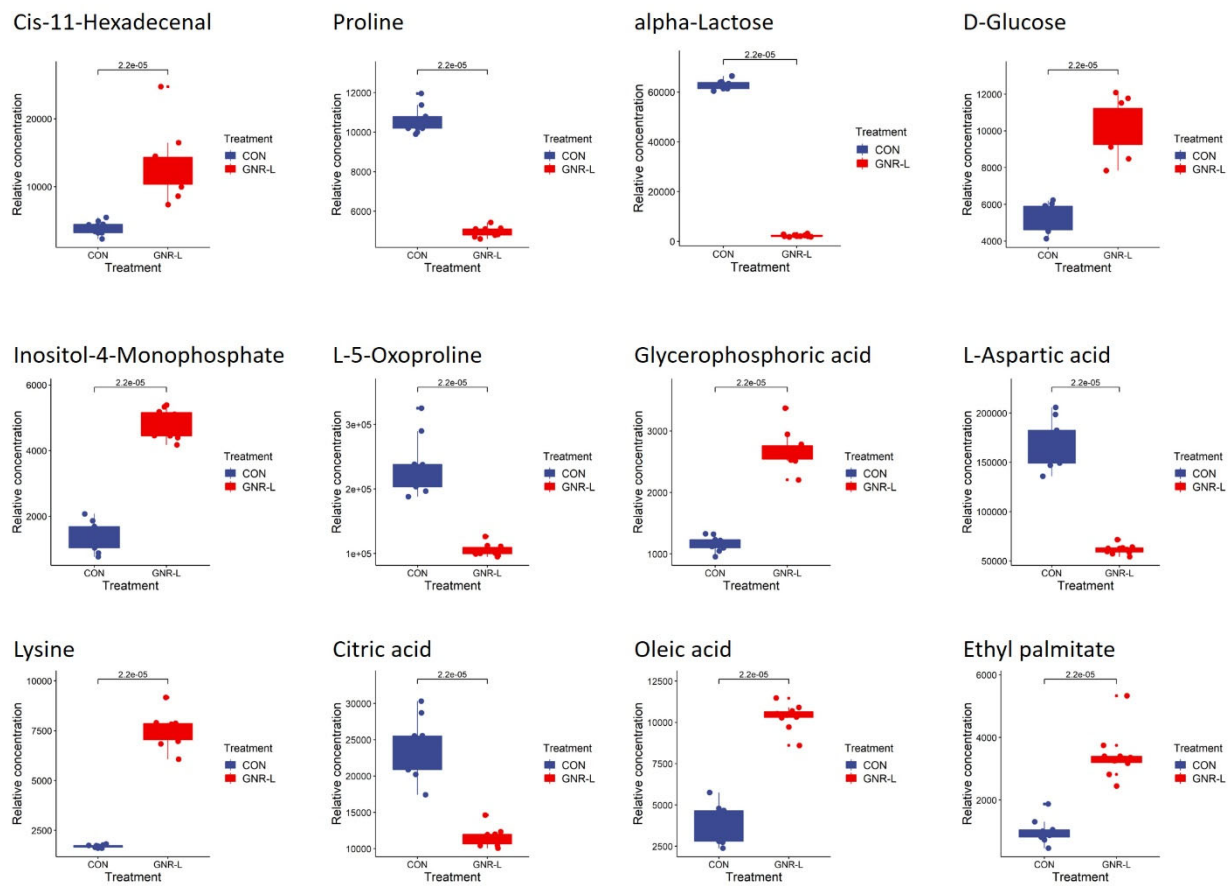 Cis-11-Hexadecenal
Proline
alpha-Lactose
D-Glucose
2.2e-05
20000
10000
Relative concentration
CON
GNR-L
Treatment
Treatment
CON
GNR-L
2.2e-05
12000
10000
8000
6000
Relative concentration
CON
GNR-L
Treatment
Treatment
CON
GNR-L
2.2e-05
60000
40000
20000
0
Relative concentration
CON
GNR-L
Treatment
Treatment
CON
GNR-L
2.2e-05
12000
10000
8000
6000
4000
Relative concentration
CON
GNR-L
Treatment
Treatment
CON
GNR-L
Inositol-4-Monophosphate
L-5-Oxoproline
Glycerophosphoric acid
L-Aspartic acid
2.2e-05
6000
4000
2000
Relative concentration
CON
GNR-L
Treatment
Treatment
CON
GNR-L
2.2e-05
3e+05
2e+05
1e+05
Relative concentration
CON
GNR-L
Treatment
Treatment
CON
GNR-L
2.2e-05
3000
2000
1000
Relative concentration
CON
GNR-L
Treatment
Treatment
CON
GNR-L
2.2e-05
200000
150000
100000
50000
Relative concentration
CON
GNR-L
Treatment
Treatment
CON
GNR-L
Lysine
Citric acid
Oleic acid
Ethyl palmitate
2.2e-05
10000
7500
5000
2500
Relative concentration
CON
GNR-L
Treatment
Treatment
CON
GNR-L
2.2e-05
30000
25000
20000
15000
10000
Relative concentration
CON
GNR-L
Treatment
Treatment
CON
GNR-L
2.2e-05
12500
10000
7500
5000
2500
Relative concentration
CON
GNR-L
Treatment
Treatment
CON
GNR-L
2.2e-05
6000
4000
2000
Relative concentration
CON
GNR-L
Treatment
Treatment
CON
GNR-L